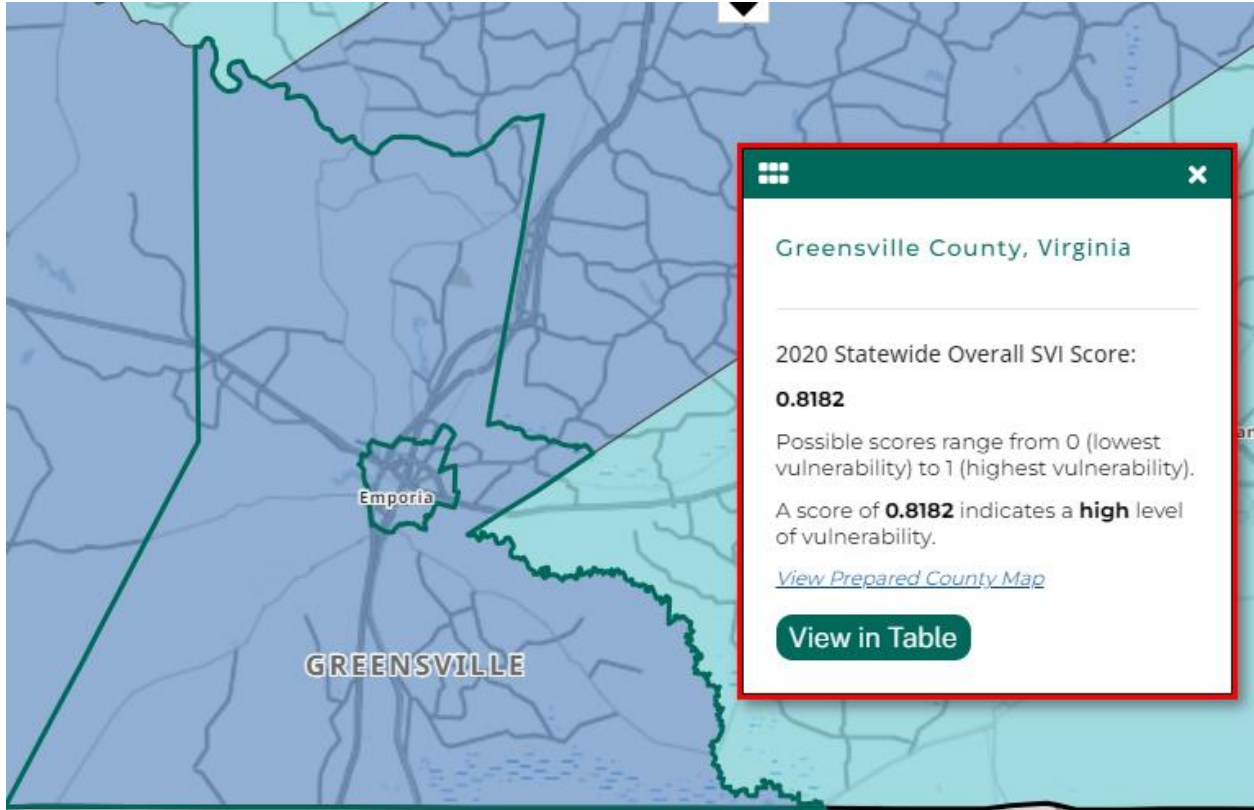 Greensville County, Virginia
2020 Statewide Overall SVI Score:
0.8182
Possible scores range from 0 (lowest
vulnerability) to 1 (highest vulnerability).
A score of 0.8182 indicates a high level
of vulnerability.
View Prepared County Map
View in Table
Emporia
GREENSVILLE